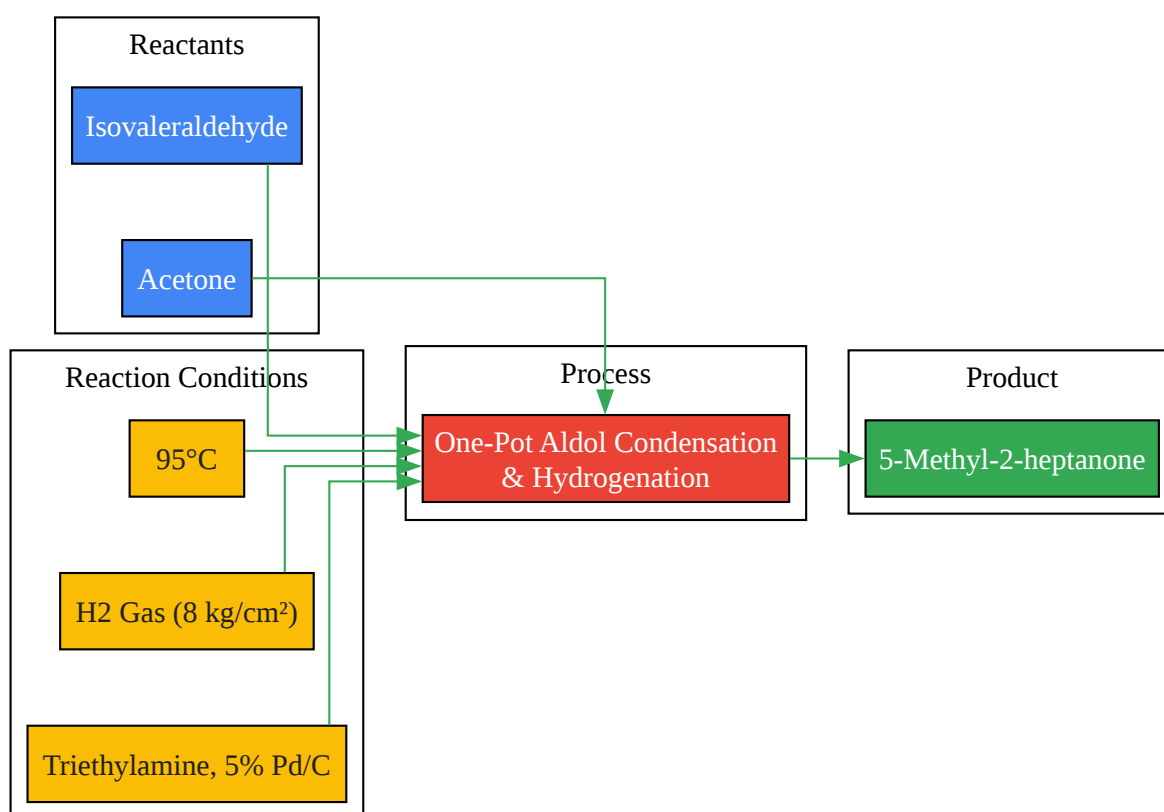 Reactants
Isovaleraldehyde
Acetone
Reaction Conditions
95°C
H2 Gas (8 kg/cm²)
Triethylamine, 5% Pd/C
Process
One-Pot Aldol Condensation
& Hydrogenation
Product
5-Methyl-2-heptanone